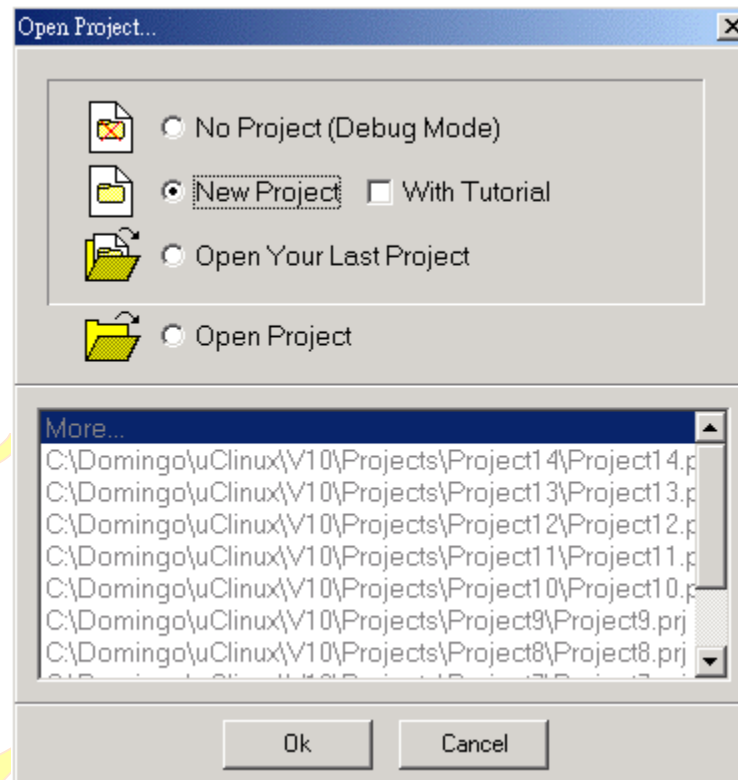 Open Project...
No Project (Debug Mode)
New Project With Tutorial
Open Your Last Project
Open Project
More...
C:\Domingo\uClinux\V10\Projects\Project14\Project14.p
C:\Domingo\uClinux\V10\Projects\Project13\Project13.p
C:\Domingo\uClinux\V10\Projects\Project12\Project12.p
C:\Domingo\uClinux\V10\Projects\Project11\Project11.p
C:\Domingo\uClinux\V10\Projects\Project10\Project10.p
C:\Domingo\uClinux\V10\Projects\Project9\Project9.prj
C:\Domingo\uClinux\V10\Projects\Project8\Project8.prj
Ok Cancel